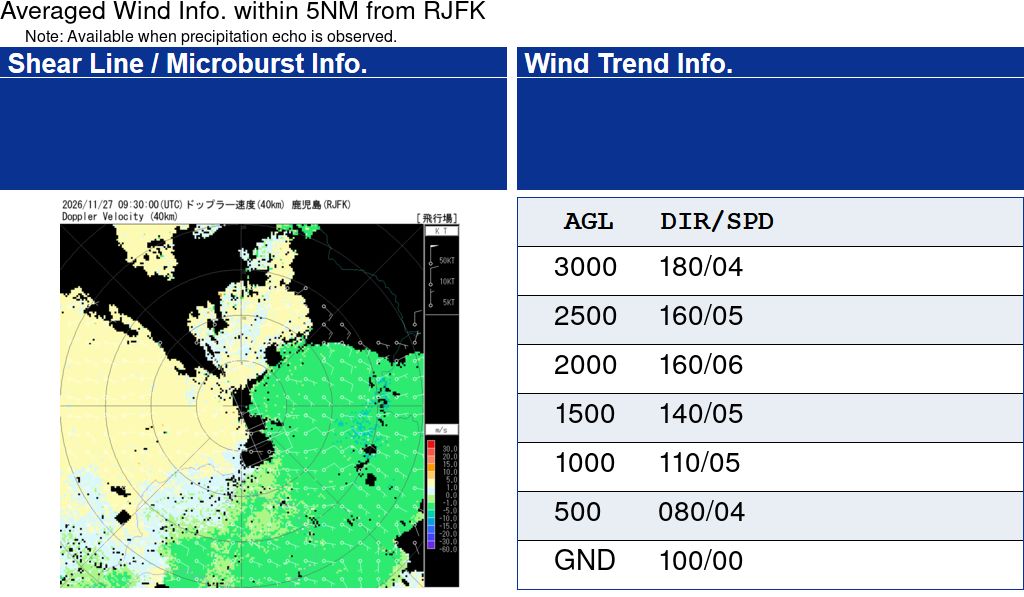 Averaged Wind Info. within 5NM from RJFK
Note: Available when precipitation echo is observed.
Shear Line / Microburst Info.
Wind Trend Info.
2026/11/27 09:30:00(UTC) ドップラー速度(40km) 鹿児島(RJFK)
Doppler Velocity (40km)
[飛行場]
KT
50KT
10KT
5KT
m/s
30.0
20.0
15.0
10.0
5.0
1.0
0.0
-1.0
-5.0
-10.0
-15.0
-20.0
-30.0
-60.0
AGL DIR/SPD
3000 180/04
2500 160/05
2000 160/06
1500 140/05
1000 110/05
500 080/04
GND 100/00